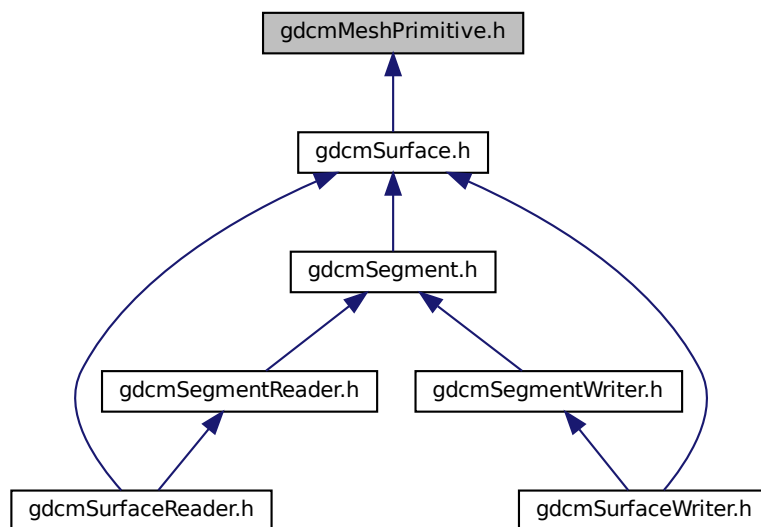 gdcmMeshPrimitive.h
gdcmSurface.h
gdcmSegment.h
gdcmSegmentReader.h
gdcmSegmentWriter.h
gdcmSurfaceReader.h
gdcmSurfaceWriter.h